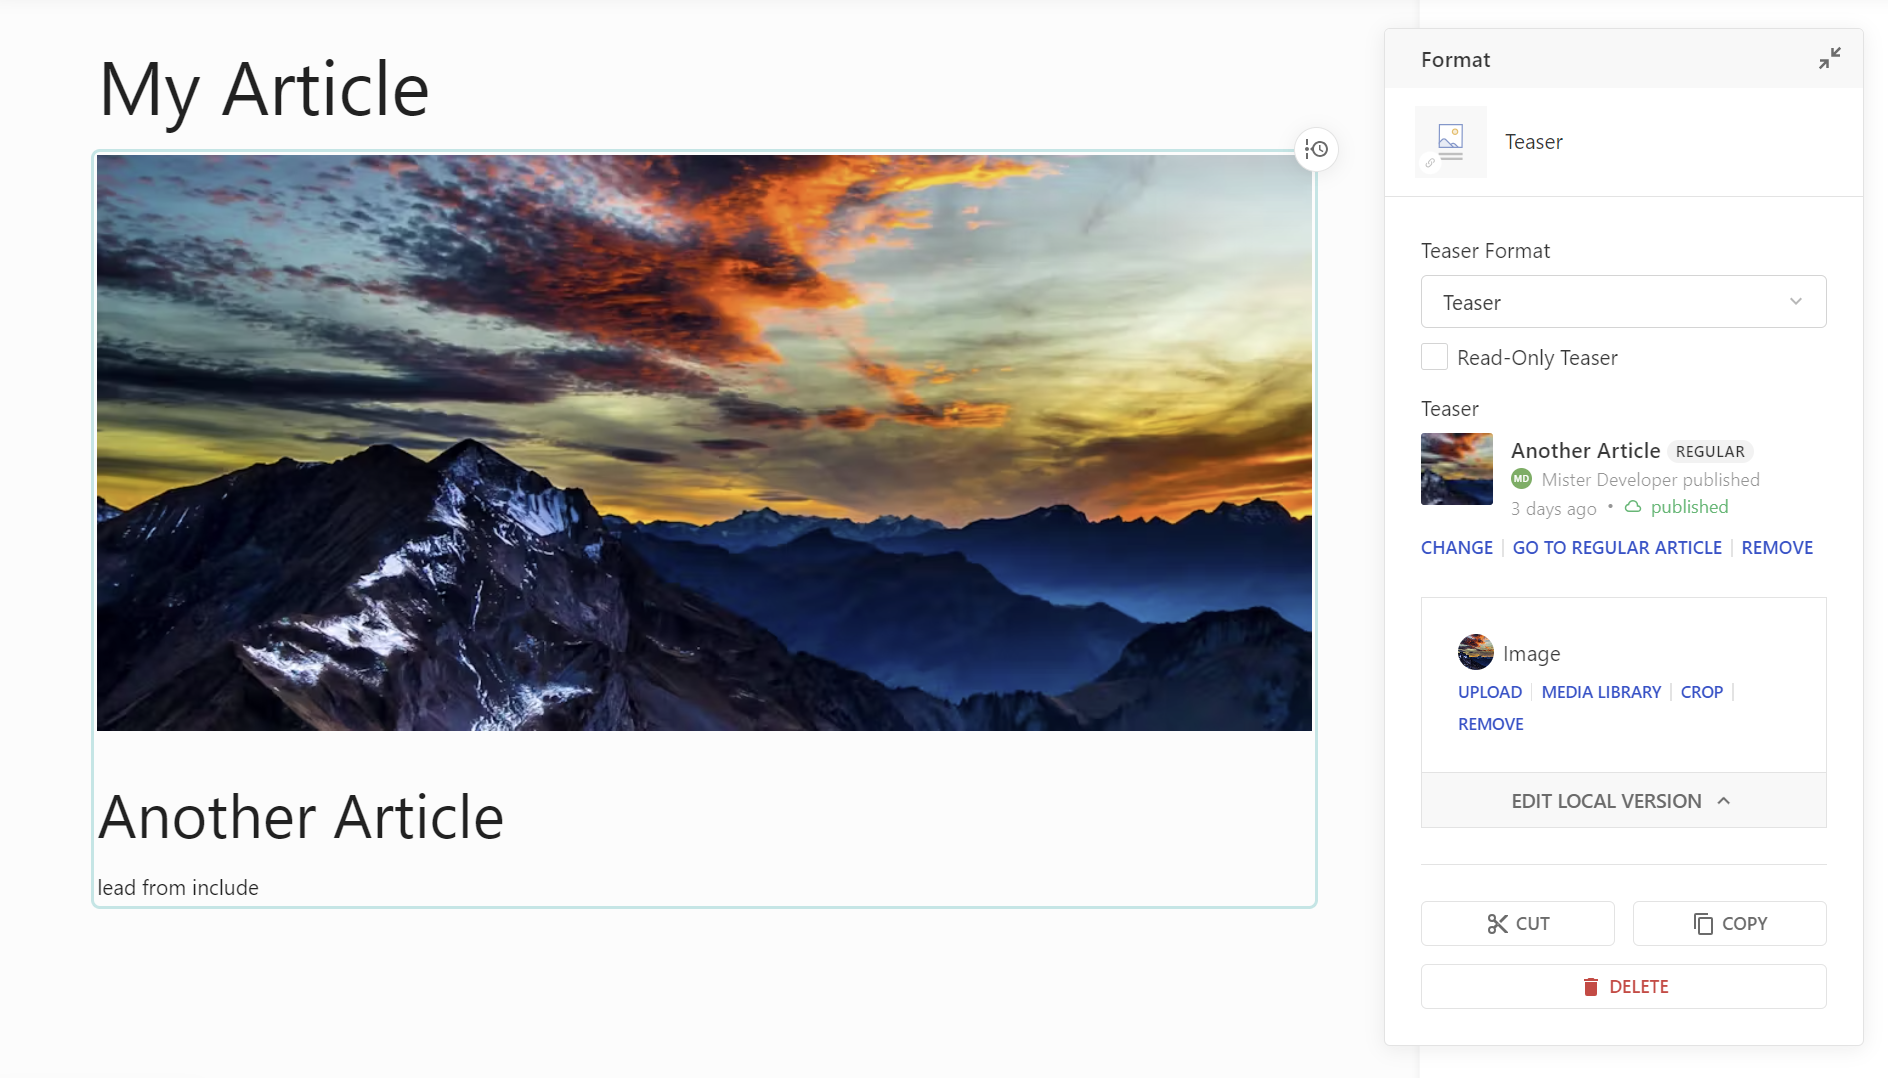 My Article
Another Article
lead from include
Format
Teaser
Teaser Format
Teaser
Read-Only Teaser
Teaser
Another Article REGULAR
MD Mister Developer published
3 days ago • published
CHANGE | GO TO REGULAR ARTICLE | REMOVE
Image
UPLOAD | MEDIA LIBRARY | CROP |
REMOVE
EDIT LOCAL VERSION
CUT COPY
DELETE